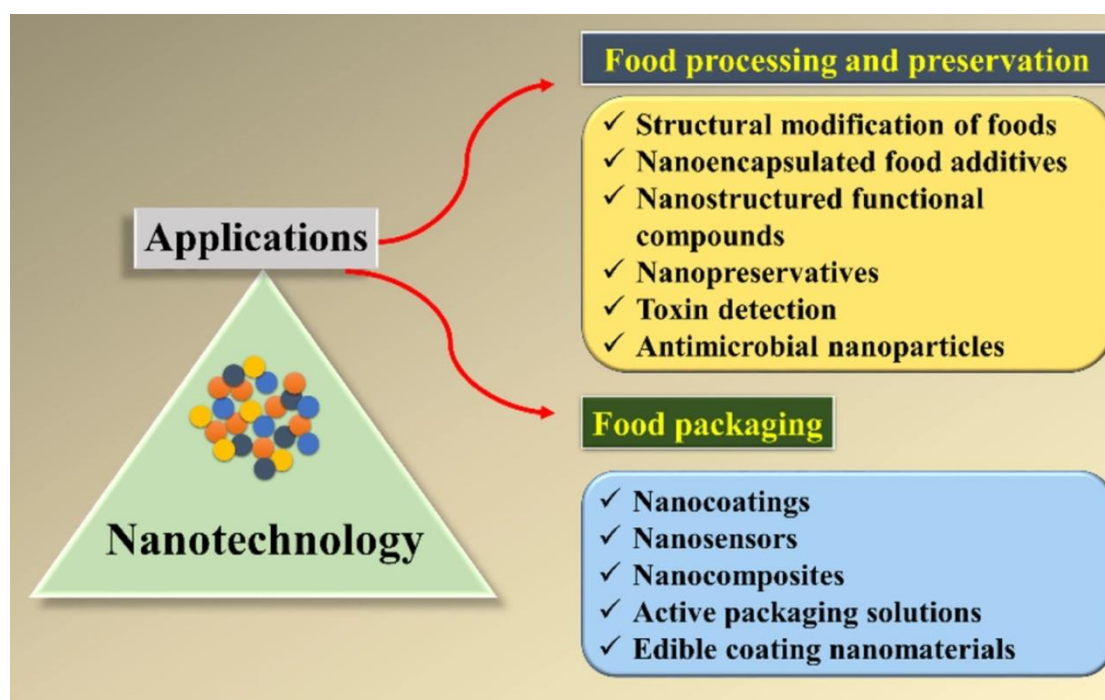 Food processing and preservation
✓ Structural modification of foods
✓ Nanoencapsulated food additives
✓ Nanostructured functional
compounds
✓ Nanopreservatives
✓ Toxin detection
✓ Antimicrobial nanoparticles
Applications
Nanotechnology
Food packaging
✓ Nanocoatings
✓ Nanosensors
✓ Nanocomposites
✓ Active packaging solutions
✓ Edible coating nanomaterials